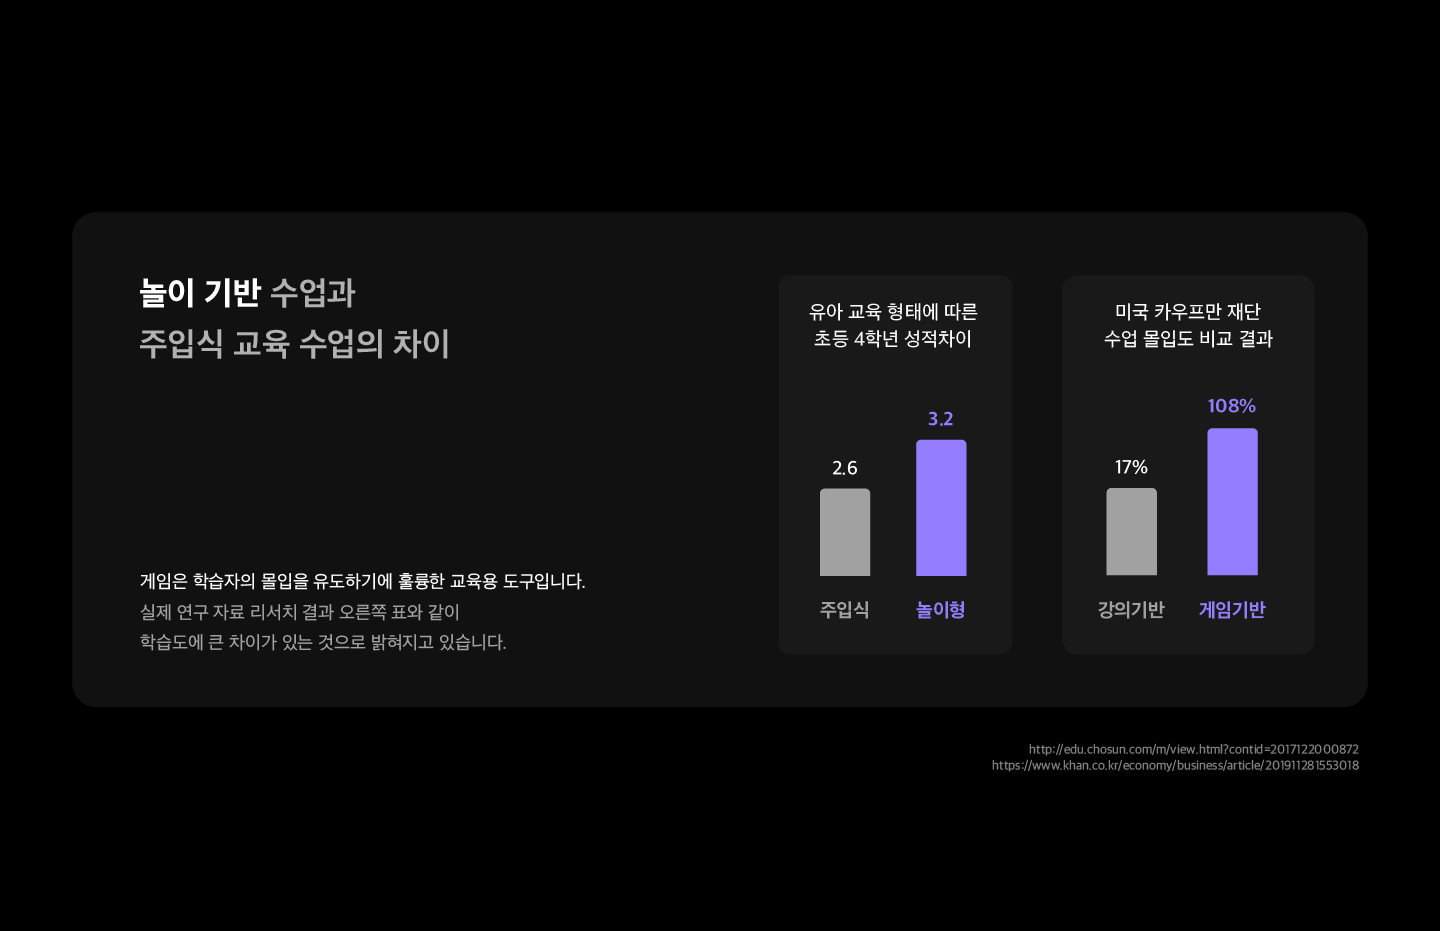 놀이 기반 수업과
주입식 교육 수업의 차이
게임은 학습자의 몰입을 유도하기에 훌륭한 교육용 도구입니다.
실제 연구 자료 리서치 결과 오른쪽 표와 같이
학습도에 큰 차이가 있는 것으로 밝혀지고 있습니다.
유아 교육 형태에 따른
초등 4학년 성적차이
2.6
3.2
주입식
놀이형
미국 카우프만 재단
수업 몰입도 비교 결과
17%
108%
강의기반
게임기반
http://edu.chosun.com/m/view.html?contid=2017122000872
https://www.khan.co.kr/economy/business/article/201911281553018